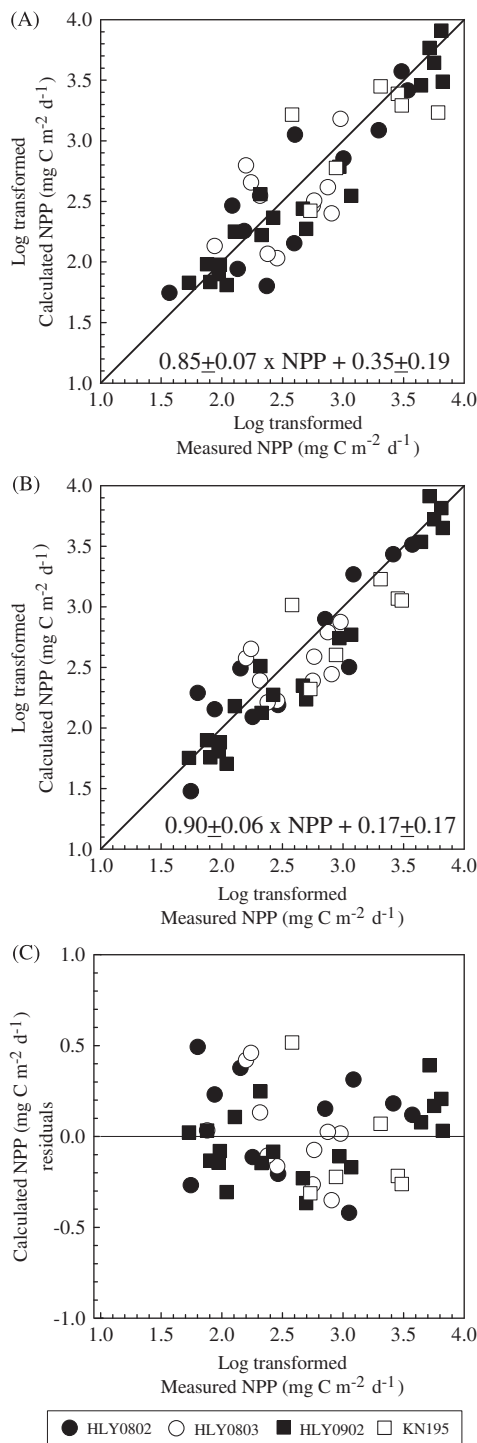 (A)
4.0
3.5
3.0
2.5
2.0
1.5
1.0
Log transformed
Calculated NPP (mg C m-2 d-1)
0.85±0.07 x NPP + 0.35±0.19
1.0 1.5 2.0 2.5 3.0 3.5 4.0
Log transformed
Measured NPP (mg C m-2 d-1)
(B)
4.0
3.5
3.0
2.5
2.0
1.5
1.0
Log transformed
Calculated NPP (mg C m-2 d-1)
0.90±0.06 x NPP + 0.17±0.17
1.0 1.5 2.0 2.5 3.0 3.5 4.0
Log transformed
Measured NPP (mg C m-2 d-1)
(C)
1.0
0.5
0.0
-0.5
-1.0
Calculated NPP (mg C m-2 d-1)
residuals
1.0 1.5 2.0 2.5 3.0 3.5 4.0
Log transformed
Measured NPP (mg C m-2 d-1)
HLY0802 HLY0803 HLY0902 KN195